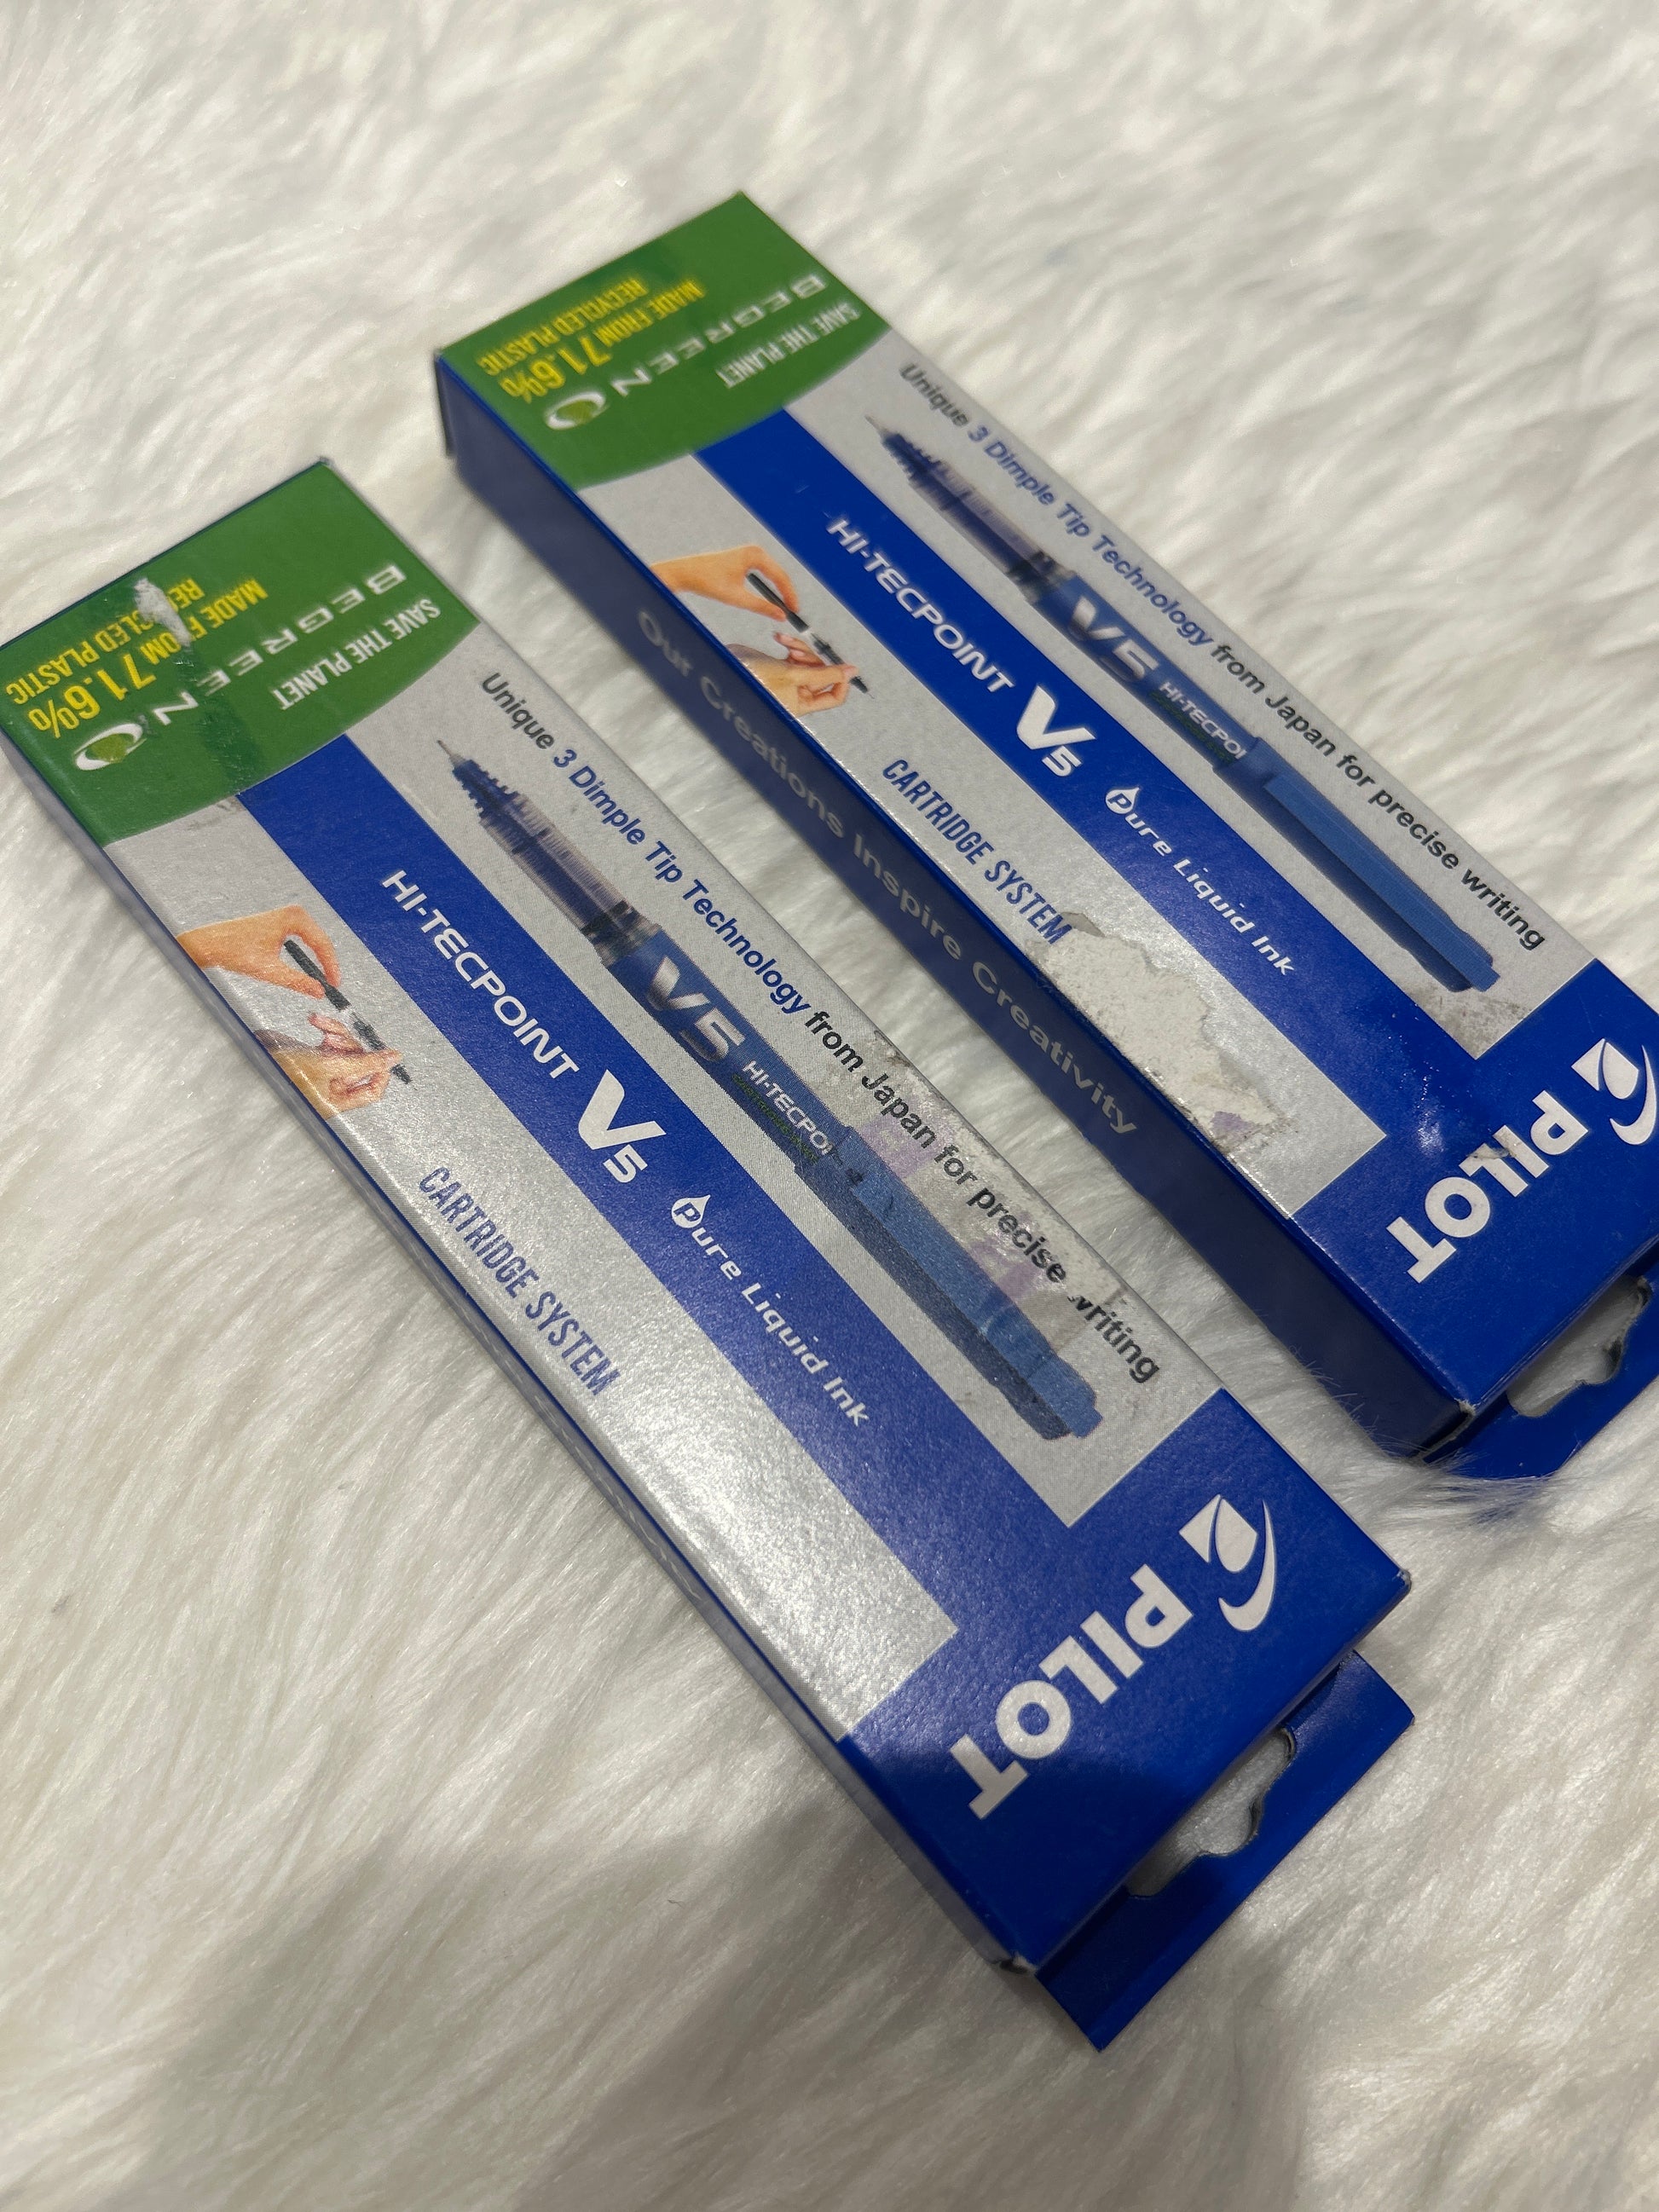 SAVE THE PLANET
BEGREEN
MADE FROM 71.6%
RECYCLED PLASTIC
Unique 3 Dimple Tip Technology from Japan for precise writing
V5 HI-TECPOI
HI-TECPOINT V5 Pure Liquid Ink
CARTRIDGE SYSTEM
PILOT
Our Creations Inspire Creativity
SAVE THE PLANET
BEGREEN
MADE FROM 71.6%
RECYCLED PLASTIC
Unique 3 Dimple Tip Technology from Japan for precise writing
V5 HI-TECPOI
HI-TECPOINT V5 Pure Liquid Ink
CARTRIDGE SYSTEM
PILOT